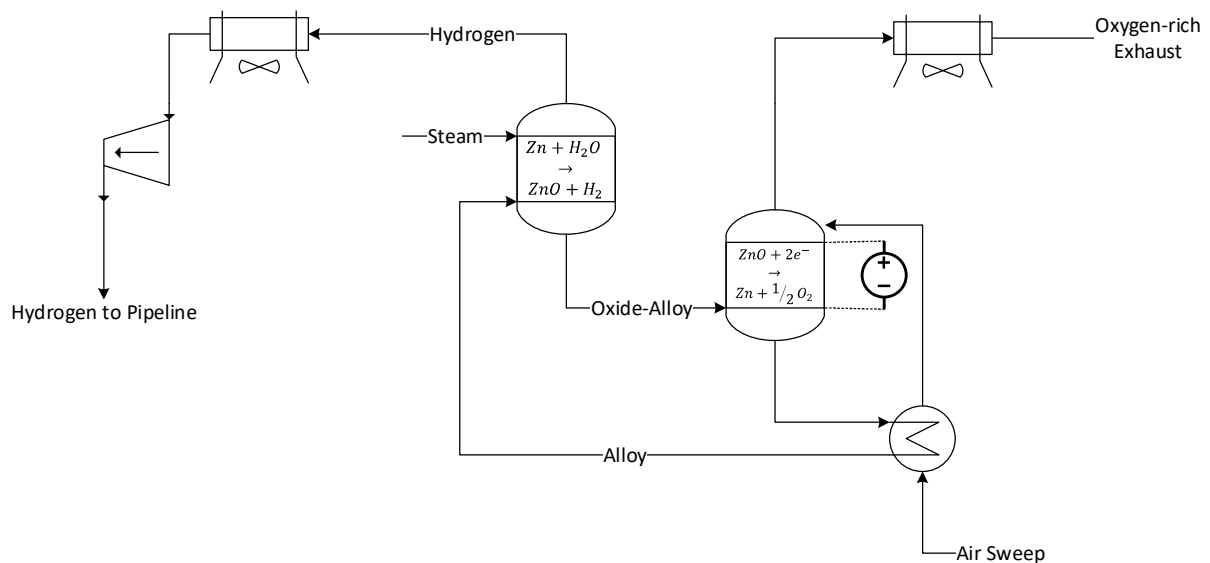 Hydrogen
Oxygen-rich
Exhaust
Steam
Zn + H₂O
→
ZnO + H₂
Hydrogen to Pipeline
Oxide-Alloy
ZnO + 2e⁻
→
Zn + 1/2 O₂
+
−
Alloy
Air Sweep